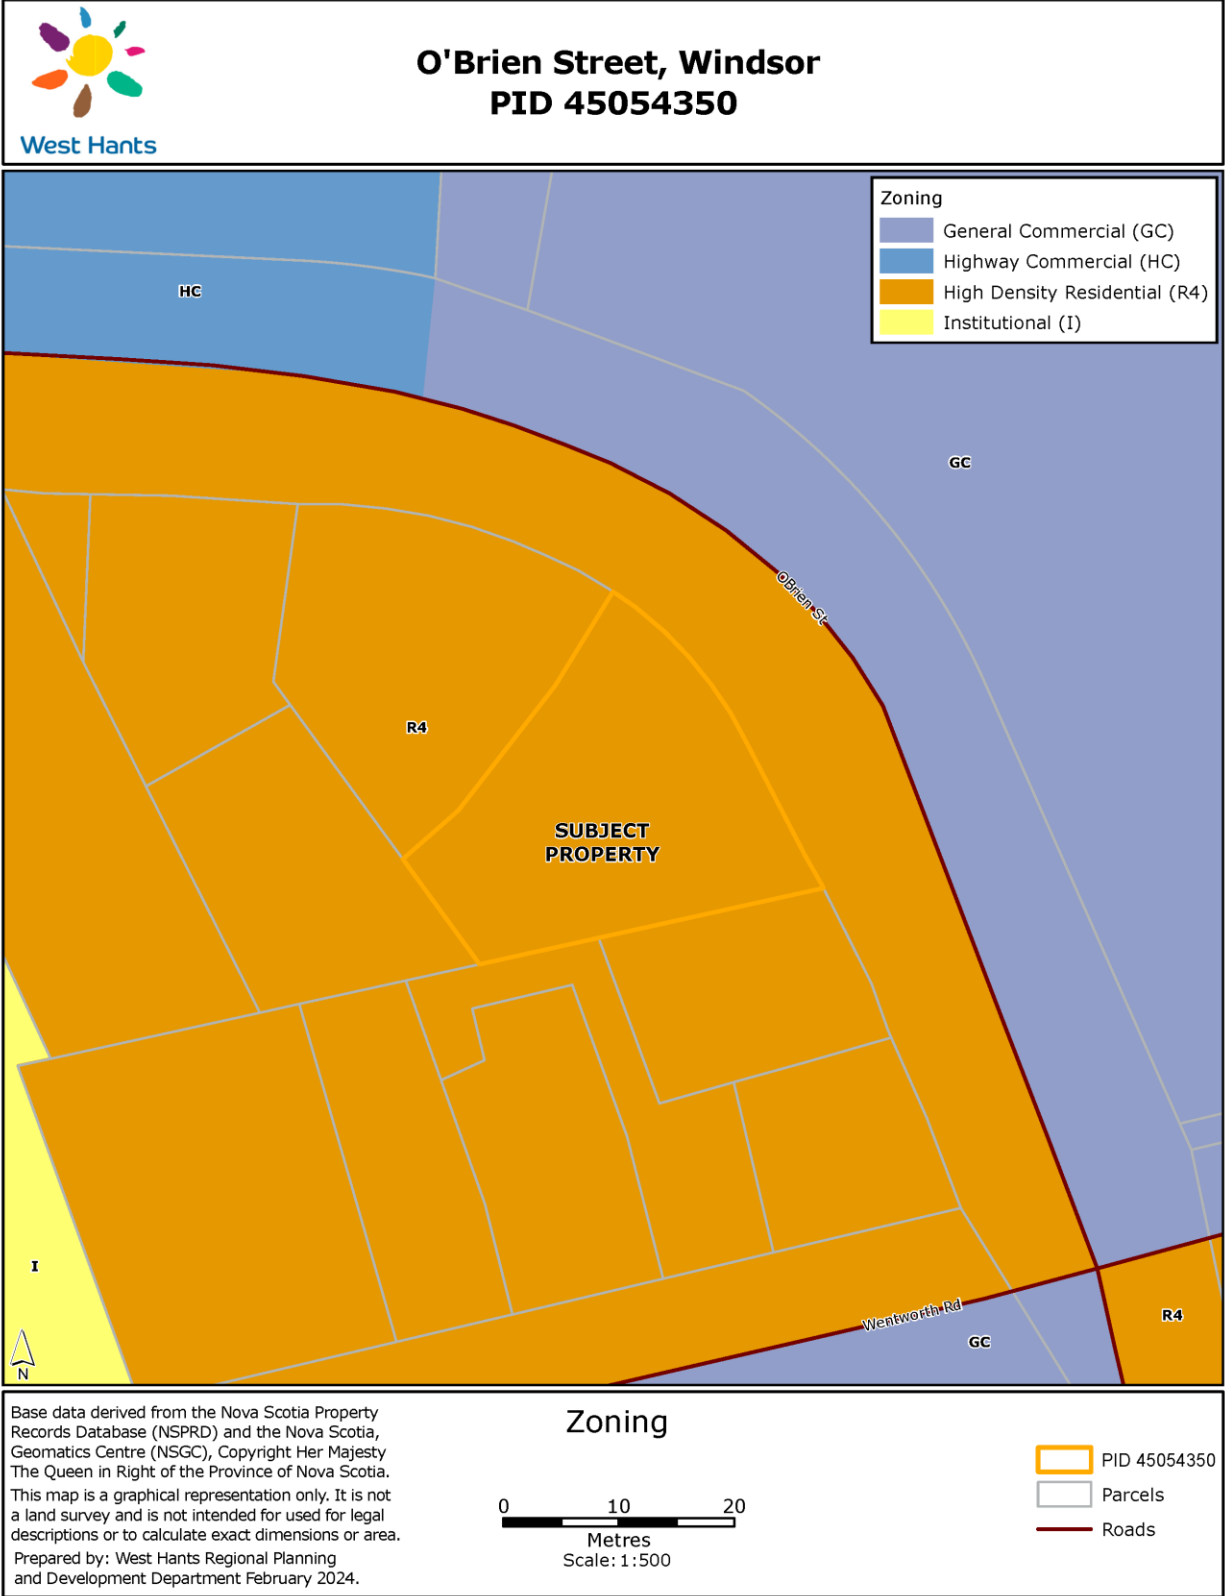 O'Brien Street, Windsor
PID 45054350
West Hants
Zoning
General Commercial (GC)
Highway Commercial (HC)
High Density Residential (R4)
Institutional (I)
HC
GC
OBrien St
R4
SUBJECT
PROPERTY
I
Wentworth Rd
R4
GC
N
Base data derived from the Nova Scotia Property
Records Database (NSPRD) and the Nova Scotia,
Geomatics Centre (NSGC), Copyright Her Majesty
The Queen in Right of the Province of Nova Scotia.
This map is a graphical representation only. It is not
a land survey and is not intended for used for legal
descriptions or to calculate exact dimensions or area.
Prepared by: West Hants Regional Planning
and Development Department February 2024.
Zoning
0 10 20
Metres
Scale: 1:500
PID 45054350
Parcels
Roads